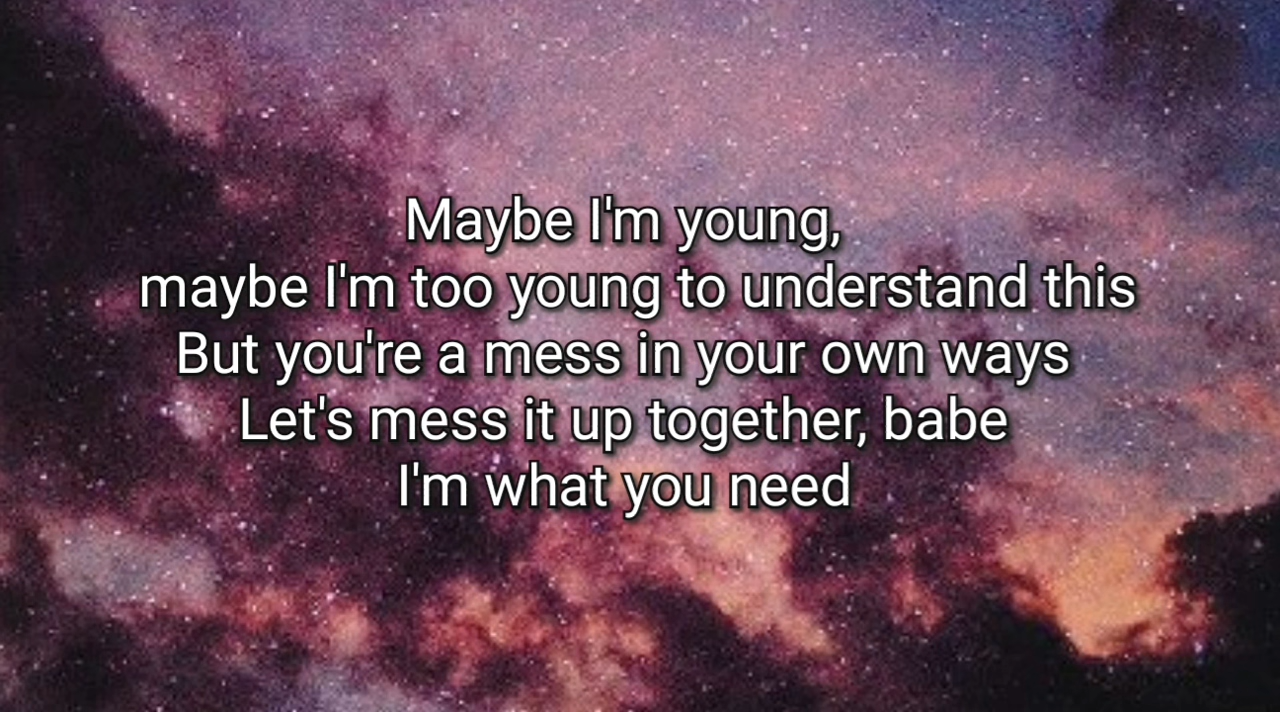 Maybe I'm young,
maybe I'm too young to understand this
But you're a mess in your own ways
Let's mess it up together, babe
I'm what you need